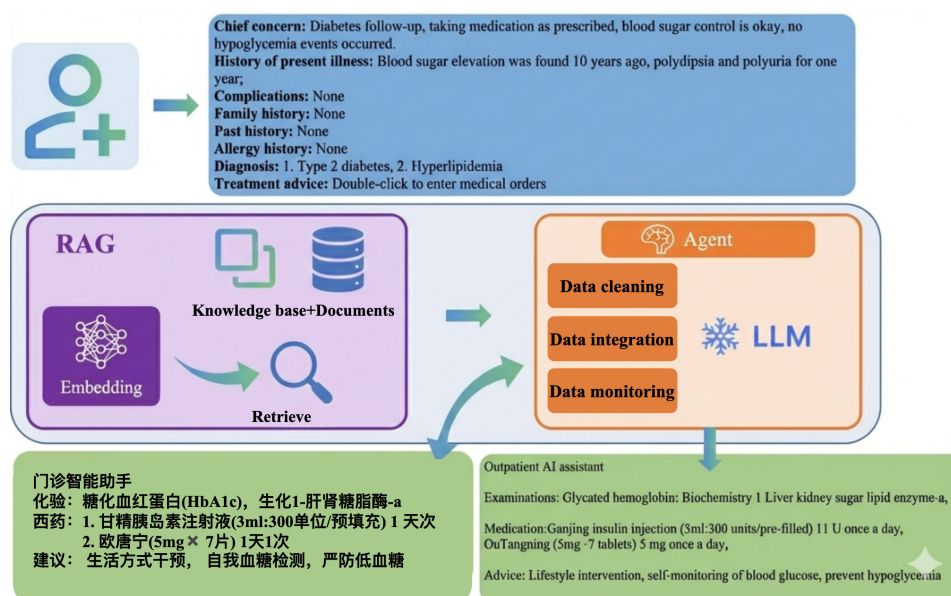 Chief concern: Diabetes follow-up, taking medication as prescribed, blood sugar control is okay, no
hypoglycemia events occurred.
History of present illness: Blood sugar elevation was found 10 years ago, polydipsia and polyuria for one
year;
Complications: None
Family history: None
Past history: None
Allergy history: None
Diagnosis: 1. Type 2 diabetes, 2. Hyperlipidemia
Treatment advice: Double-click to enter medical orders
RAG
Knowledge base+Documents
Embedding
Retrieve
Agent
Data cleaning
Data integration
Data monitoring
LLM
门诊智能助手
化验：糖化血红蛋白(HbA1c)，生化1-肝肾糖脂酶-a
西药：1. 甘精胰岛素注射液(3ml:300单位/预填充) 1 天次
2. 欧唐宁(5mg× 7片) 1天1次
建议： 生活方式干预， 自我血糖检测，严防低血糖
Outpatient AI assistant
Examinations: Glycated hemoglobin: Biochemistry 1 Liver kidney sugar lipid enzyme-a,
Medication:Ganjing insulin injection (3ml:300 units/pre-filled) 11 U once a day,
OuTangning (5mg ·7 tablets) 5 mg once a day,
Advice: Lifestyle intervention, self-monitoring of blood glucose, prevent hypoglycemia